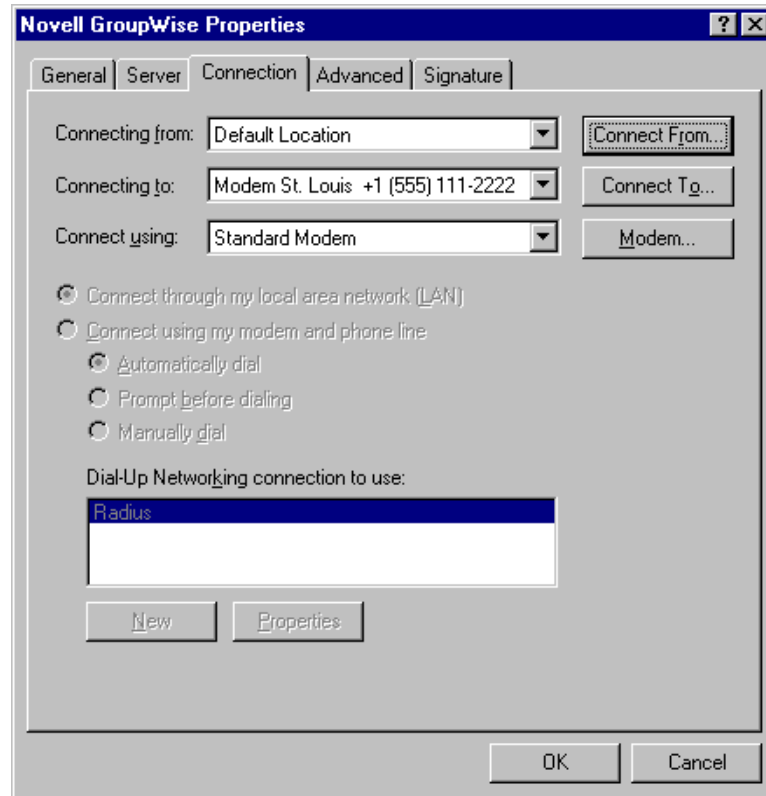 Novell GroupWise Properties
General Server Connection Advanced Signature
Connecting from: Default Location Connect From...
Connecting to: Modem St. Louis +1 (555) 111-2222 Connect To...
Connect using: Standard Modem Modem...
Connect through my local area network (LAN)
Connect using my modem and phone line
Automatically dial
Prompt before dialing
Manually dial
Dial-Up Networking connection to use:
Radius
New Properties
OK Cancel